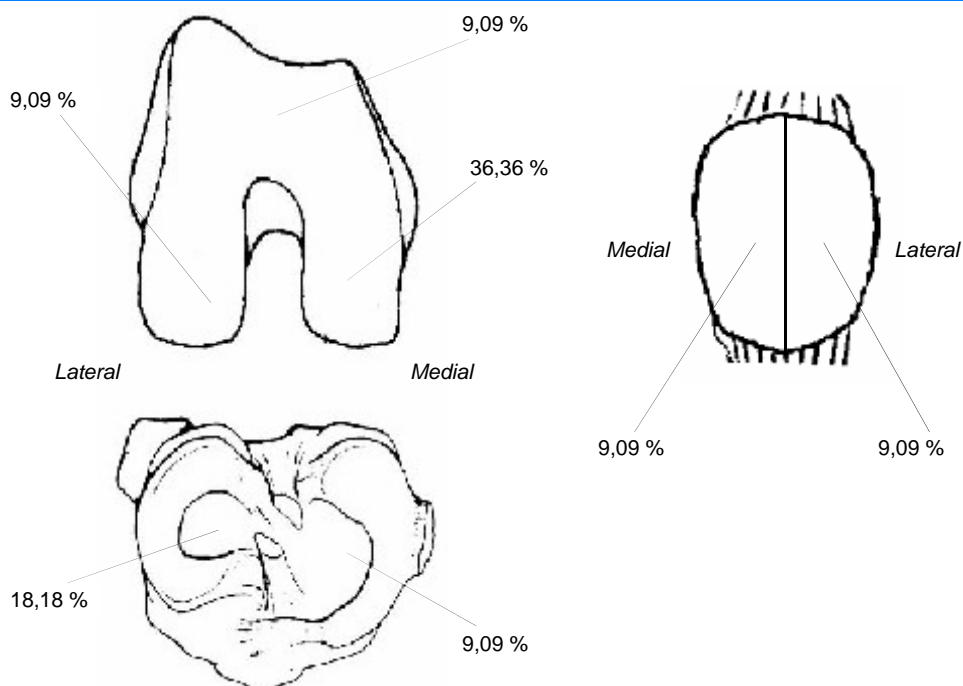 9,09 %
9,09 %
36,36 %
Medial
Lateral
Lateral
Medial
9,09 %
9,09 %
18,18 %
9,09 %